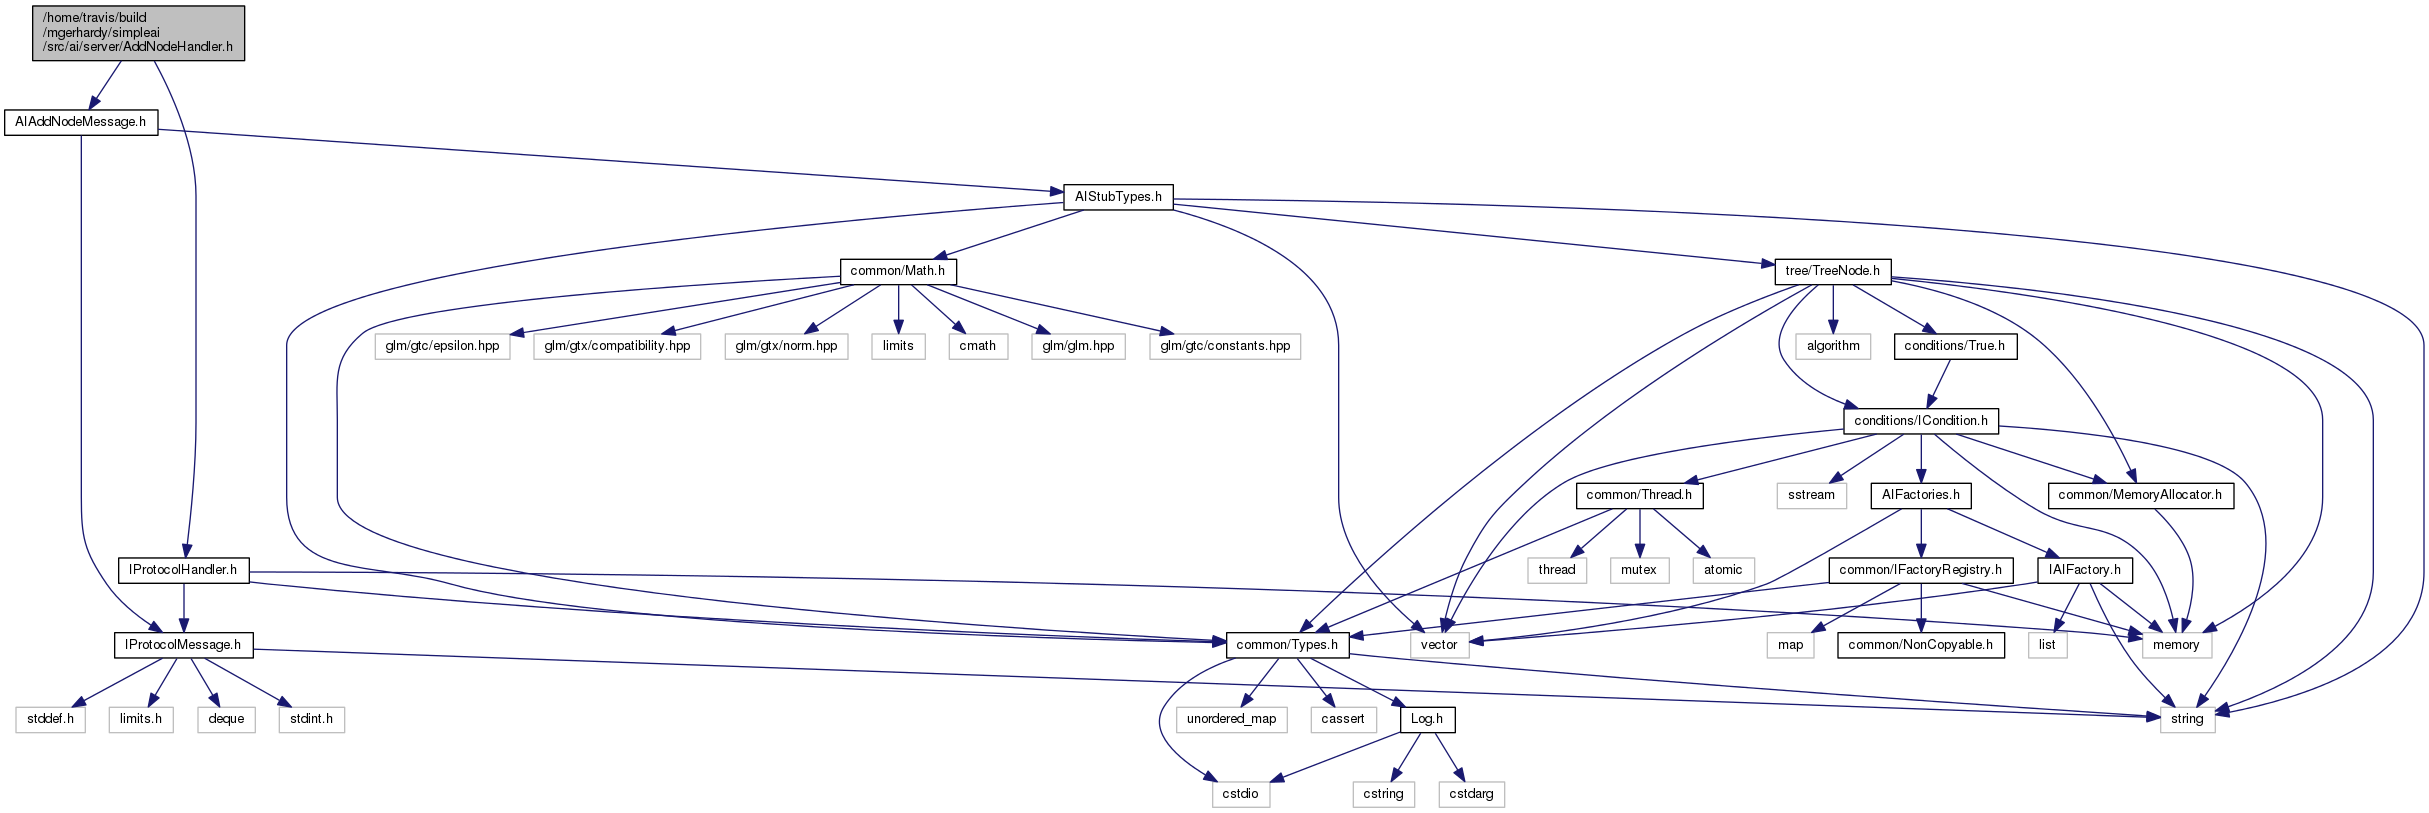 /home/travis/build
/mgerhardy/simpleai
/src/ai/server/AddNodeHandler.h
AIAddNodeMessage.h
AIStubTypes.h
common/Math.h
tree/TreeNode.h
glm/gtc/epsilon.hpp
glm/gtx/compatibility.hpp
glm/gtx/norm.hpp
limits
cmath
glm/glm.hpp
glm/gtc/constants.hpp
algorithm
conditions/True.h
conditions/ICondition.h
common/Thread.h
sstream
AIFactories.h
common/MemoryAllocator.h
IProtocolHandler.h
thread
mutex
atomic
common/IFactoryRegistry.h
IAIFactory.h
IProtocolMessage.h
common/Types.h
vector
map
common/NonCopyable.h
list
memory
stddef.h
limits.h
deque
stdint.h
unordered_map
cassert
Log.h
string
cstdio
cstring
cstdarg